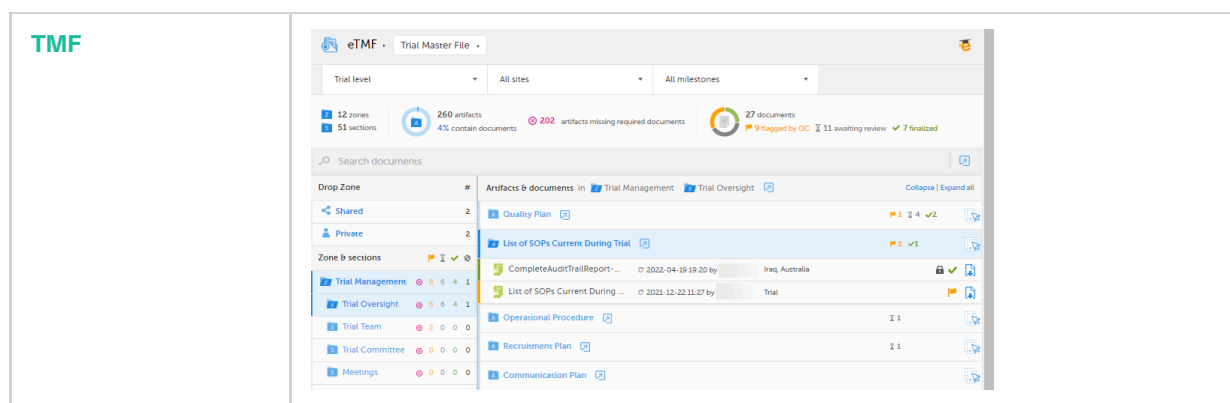 TMF
eTMF
Trial Master File
Trial level
All sites
All milestones
12 zones
51 sections
260 artifacts
4% contain documents
202 artifacts missing required documents
27 documents
9 flagged by QC 11 awaiting review 7 finalized
Search documents
Drop Zone #
Shared 2
Private 2
Zone & sections
Trial Management 0 6 4 1
Trial Oversight 6 6 4 1
Trial Team 2 0 0 0
Trial Committee 0 0 0 0
Meetings 0 0 0 0
Artifacts & documents in Trial Management Trial Oversight Collapse | Expand all
Quality Plan 1 4 2
List of SOPs Current During Trial 1 1
CompleteAuditTrailReport-... 2022-04-19 19:20 by Iraq, Australia
List of SOPs Current During ... 2021-12-22 11:27 by Trial
Operational Procedure 1
Recruitment Plan 1
Communication Plan